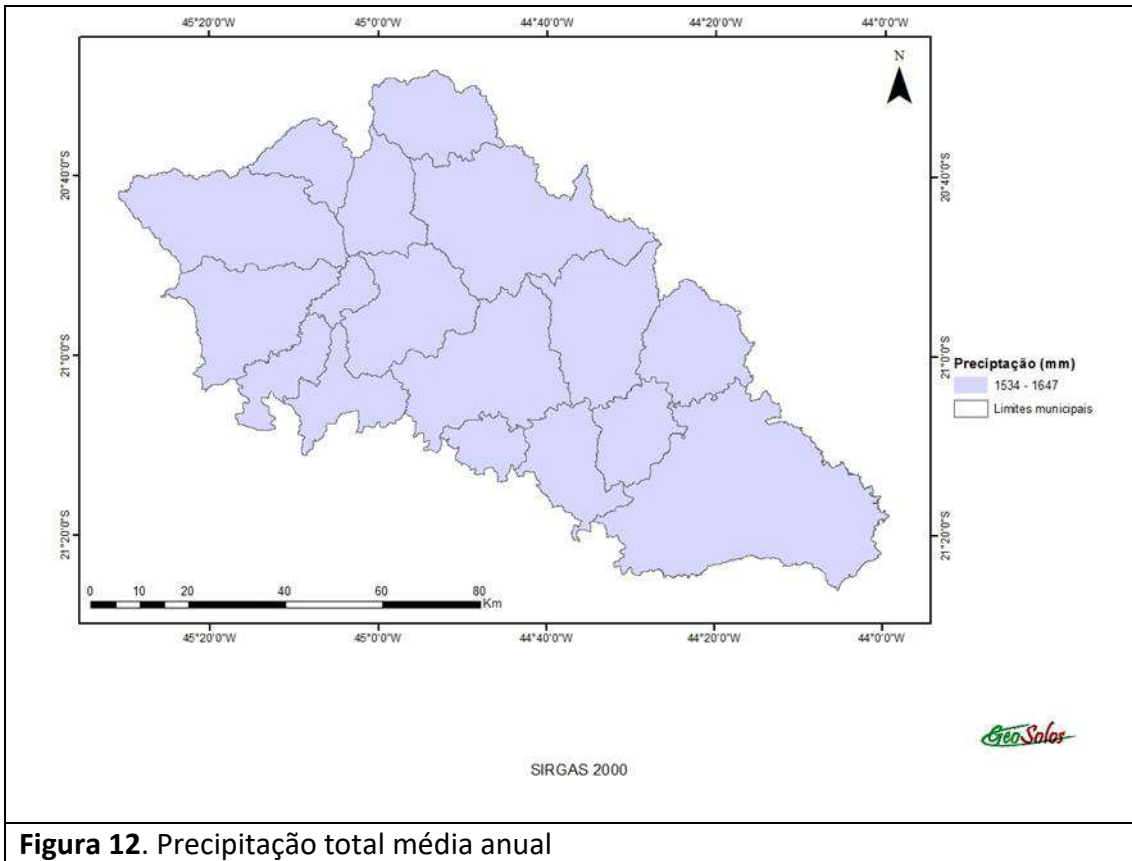 45°20'0"W 45°0'0"W 44°40'0"W 44°20'0"W 44°0'0"W
N
20°40'0"S 20°40'0"S
21°0'0"S 21°0'0"S
21°20'0"S 21°20'0"S
Preciptação (mm)
1534 - 1647
Limites municipais
0 10 20 40 60 80
Km
45°20'0"W 45°0'0"W 44°40'0"W 44°20'0"W 44°0'0"W
GeoSolos
SIRGAS 2000
Figura 12. Precipitação total média anual